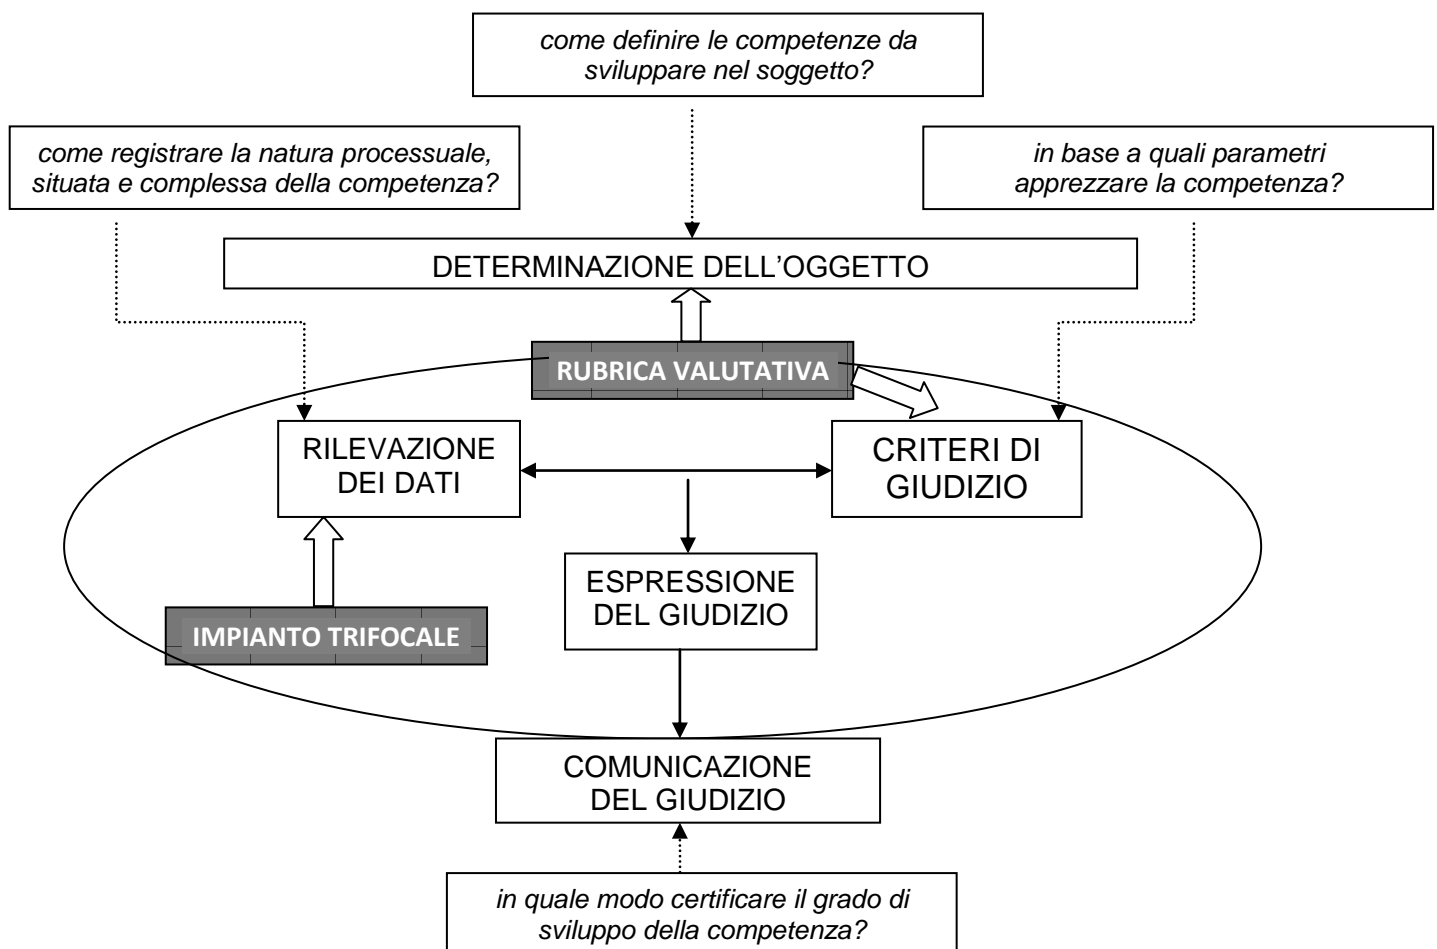 come definire le competenze da
sviluppare nel soggetto?
come registrare la natura processuale,
situata e complessa della competenza?
in base a quali parametri
apprezzare la competenza?
DETERMINAZIONE DELL’OGGETTO
RUBRICA VALUTATIVA
RILEVAZIONE
DEI DATI
CRITERI DI
GIUDIZIO
ESPRESSIONE
DEL GIUDIZIO
IMPIANTO TRIFOCALE
COMUNICAZIONE
DEL GIUDIZIO
in quale modo certificare il grado di
sviluppo della competenza?